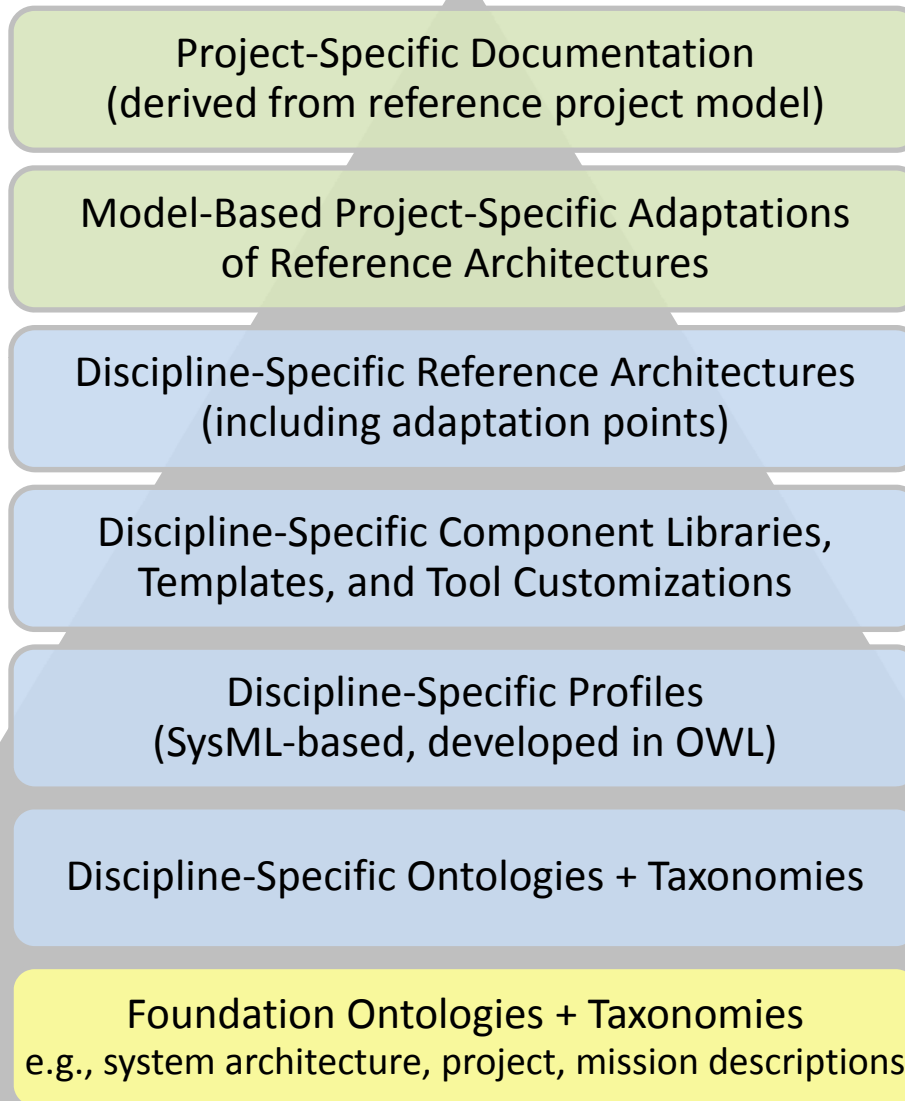 Project-Specific Documentation
(derived from reference project model)
Model-Based Project-Specific Adaptations
of Reference Architectures
Discipline-Specific Reference Architectures
(including adaptation points)
Discipline-Specific Component Libraries,
Templates, and Tool Customizations
Discipline-Specific Profiles
(SysML-based, developed in OWL)
Discipline-Specific Ontologies + Taxonomies
Foundation Ontologies + Taxonomies
e.g., system architecture, project, mission descriptions